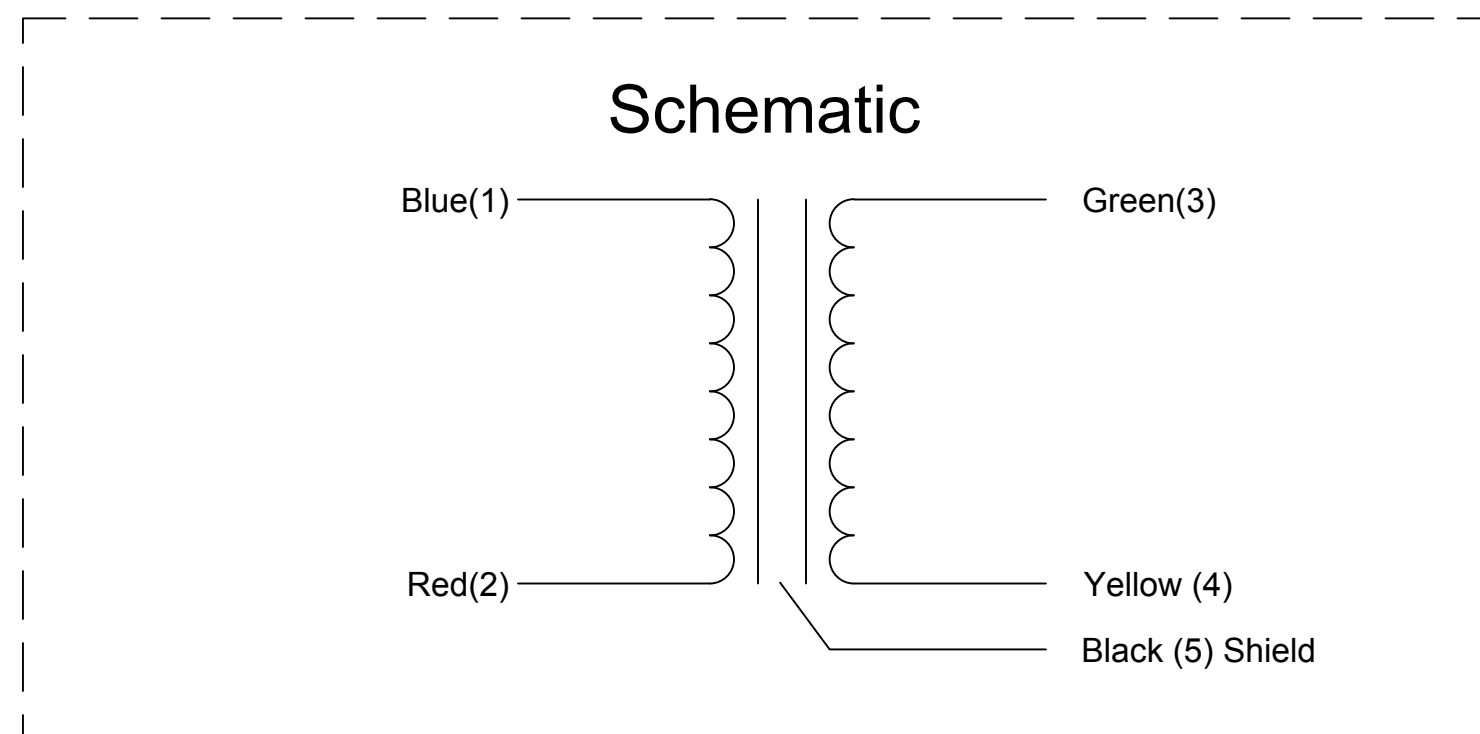 Schematic
Blue(1)
Green(3)
Red(2)
Yellow (4)
Black (5) Shield